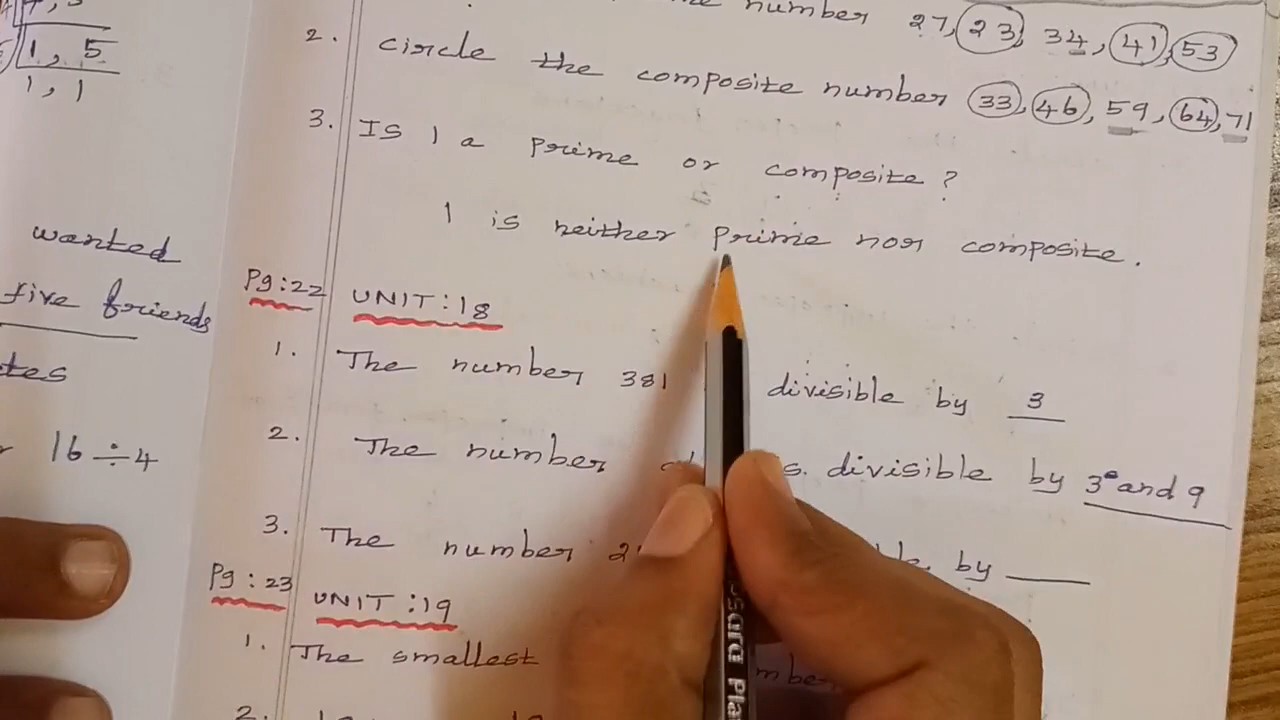 1, 5
1, 1
number 27, 23, 34, 41, 53
2. circle the composite number 33, 46, 59, 64, 71
3. Is 1 a prime or composite?
1 is neither prime nor composite.
wanted
five friends
16 ÷ 4
Pg:22 UNIT:18
1. The number 381 divisible by 3
2. The number is divisible by 3 and 9
3. The number by ____
Pg:23 UNIT:19
1. The smallest
2.